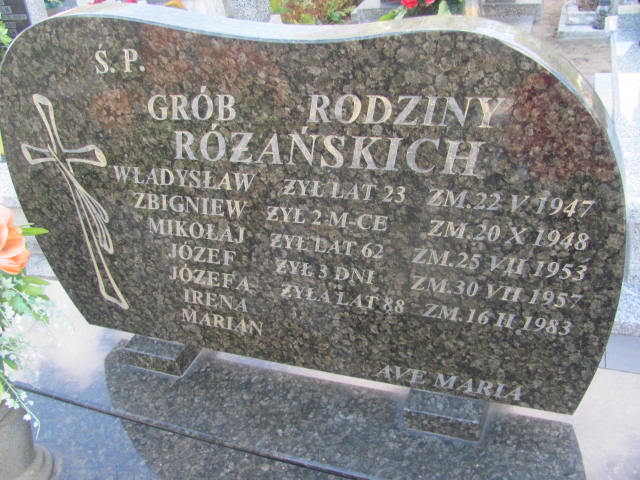 Ś. P.
GRÓB RODZINY
RÓŻAŃSKICH
WŁADYSŁAW ŻYŁ LAT 23 ZM. 22 V 1947
ZBIGNIEW ŻYŁ 2 M-CE ZM. 20 X 1948
MIKOŁAJ ŻYŁ LAT 62 ZM. 25 VII 1953
JÓZEF ŻYŁ 3 DNI ZM. 30 VII 1957
JÓZEFA ŻYŁA LAT 88 ZM. 16 II 1983
IRENA
MARIAN
AVE MARIA